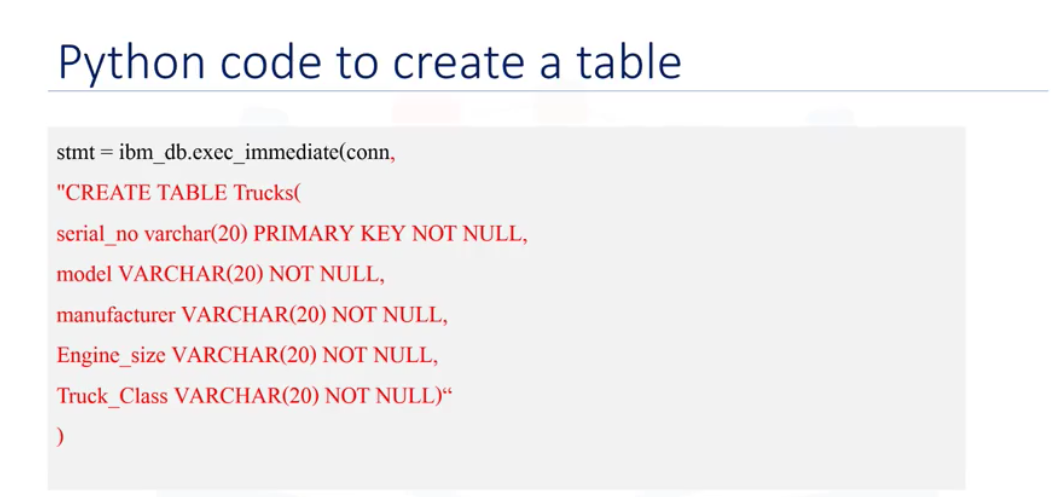 Python code to create a table
stmt = ibm_db.exec_immediate(conn,
"CREATE TABLE Trucks(
serial_no varchar(20) PRIMARY KEY NOT NULL,
model VARCHAR(20) NOT NULL,
manufacturer VARCHAR(20) NOT NULL,
Engine_size VARCHAR(20) NOT NULL,
Truck_Class VARCHAR(20) NOT NULL)“
)